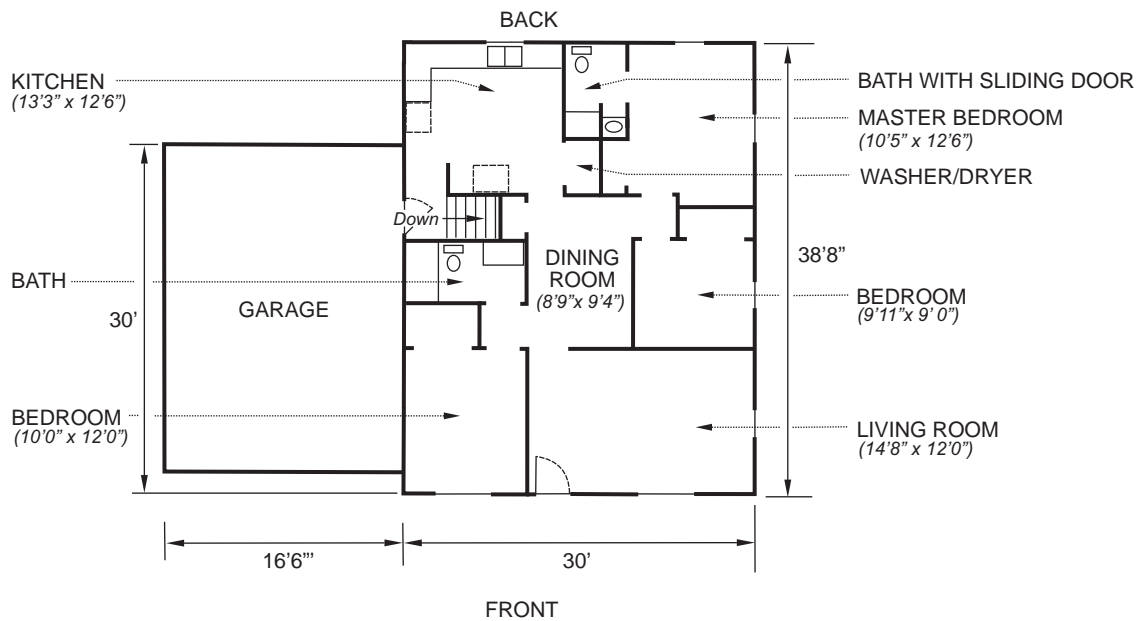 BACK
KITCHEN
(13'3" x 12'6")
BATH WITH SLIDING DOOR
MASTER BEDROOM
(10'5" x 12'6")
WASHER/DRYER
Down
38'8"
BATH
GARAGE
30'
DINING
ROOM
(8'9"x 9'4")
BEDROOM
(9'11"x 9' 0")
BEDROOM
(10'0" x 12'0")
LIVING ROOM
(14'8" x 12'0")
16'6"'
30'
FRONT